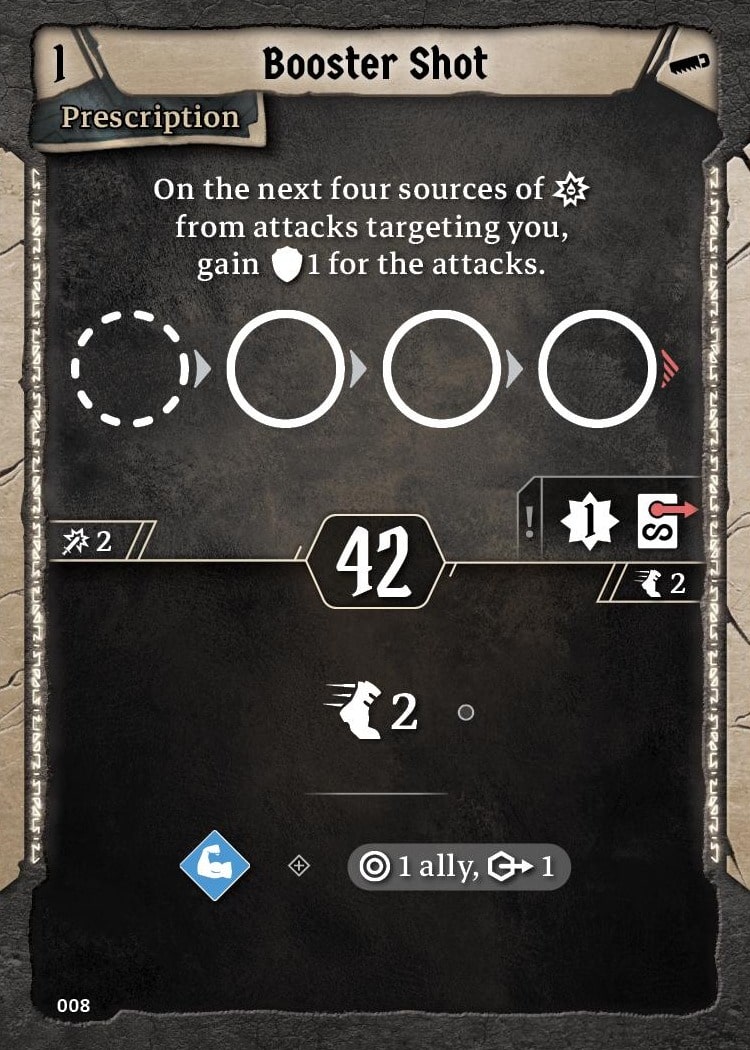 1
Booster Shot
Prescription
On the next four sources of
from attacks targeting you,
gain 1 for the attacks.
! 1 S
2
42
2
2
1 ally, 1
008